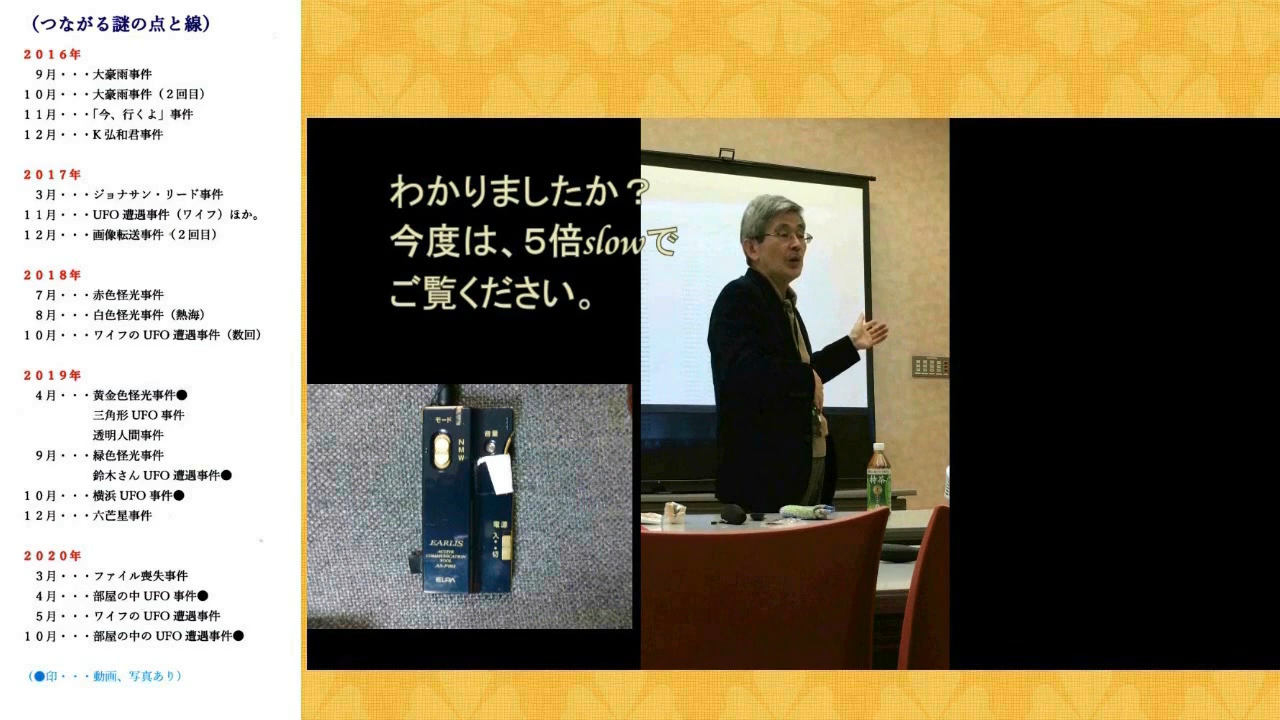 （つながる謎の点と線）
２０１６年
９月・・・大豪雨事件
１０月・・・大豪雨事件（２回目）
１１月・・・「今、行くよ」事件
１２月・・・K 弘和君事件
２０１７年
３月・・・ジョナサン・リード事件
１１月・・・UFO 遭遇事件（ワイフ）ほか。
１２月・・・画像転送事件（２回目）
２０１８年
７月・・・赤色怪光事件
８月・・・白色怪光事件（熱海）
１０月・・・ワイフの UFO 遭遇事件（数回）
２０１９年
４月・・・黄金色怪光事件●
三角形 UFO 事件
透明人間事件
９月・・・緑色怪光事件
鈴木さん UFO 遭遇事件●
１０月・・・横浜 UFO 事件●
１２月・・・六芒星事件
２０２０年
３月・・・ファイル喪失事件
４月・・・部屋の中 UFO 事件●
５月・・・ワイフの UFO 遭遇事件
１０月・・・部屋の中の UFO 遭遇事件●
（●印・・・動画、写真あり）
わかりましたか？
今度は、５倍slowで
ご覧ください。
モード
N
M
W
音量
電源
入・・切
EARLIS
ACTIVE
COMMUNICATION
TOOL
ELPA
特茶